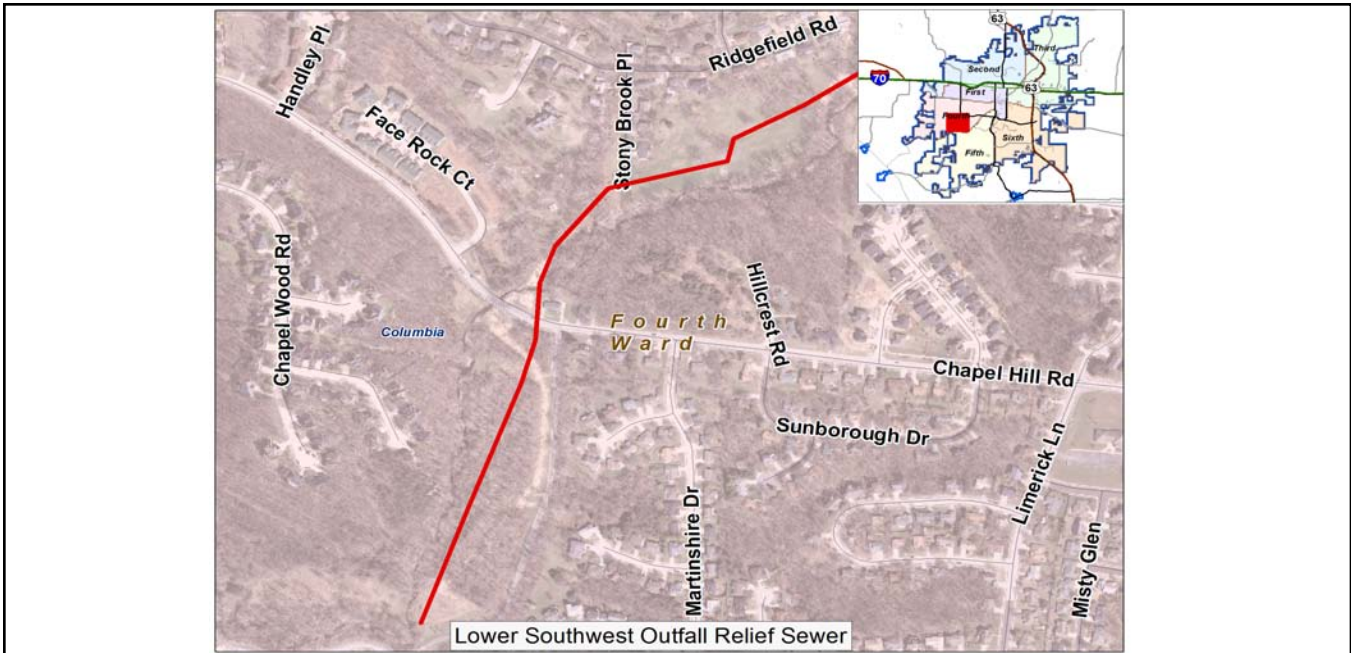 Handley Pl
Face Rock Ct
Stony Brook Pl
Ridgefield Rd
63
Third
Second
70
63
First
Sixth
Fifth
Chapel Wood Rd
Columbia
Fourth
Ward
Hillcrest Rd
Chapel Hill Rd
Sunborough Dr
Limerick Ln
Martinshire Dr
Misty Glen
Lower Southwest Outfall Relief Sewer